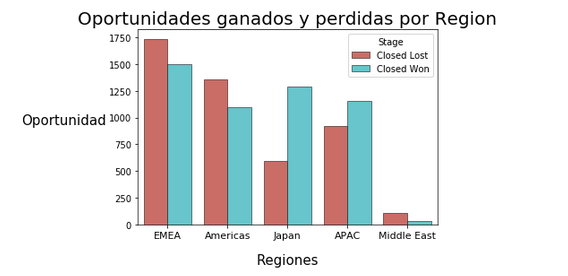 Oportunidades ganados y perdidas por Region
Stage
Closed Lost
Closed Won
1750
1500
1250
1000
750
500
250
0
Oportunidad
EMEA Americas Japan APAC Middle East
Regiones